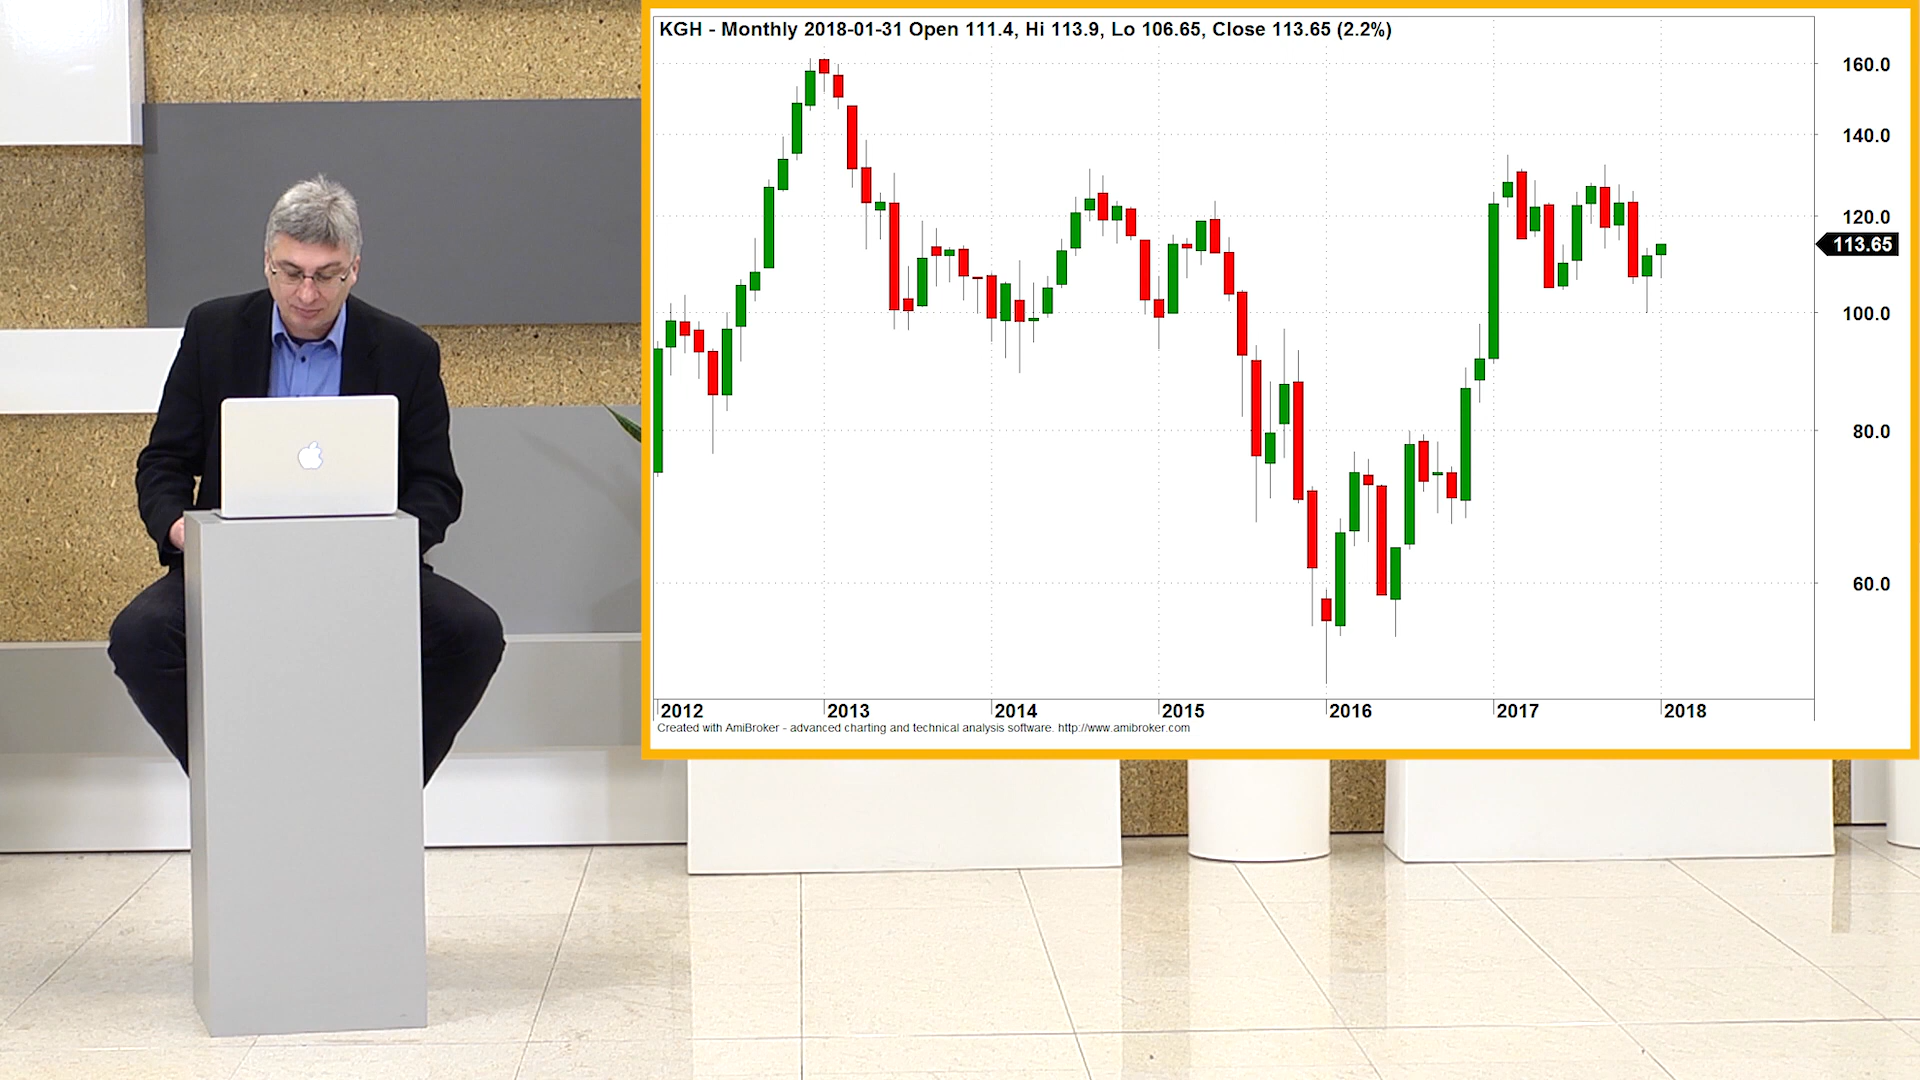 KGH - Monthly 2018-01-31 Open 111.4, Hi 113.9, Lo 106.65, Close 113.65 (2.2%)
160.0
140.0
120.0
113.65
100.0
80.0
60.0
2012 2013 2014 2015 2016 2017 2018
Created with AmiBroker - advanced charting and technical analysis software. http://www.amibroker.com